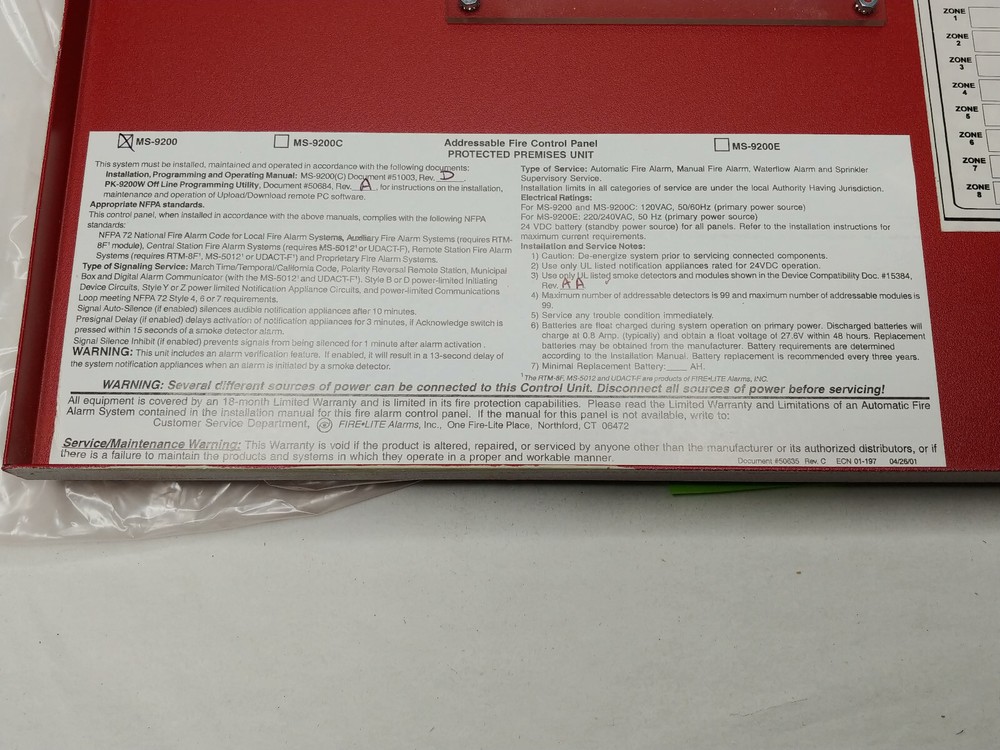 ZONE
1
ZONE
2
ZONE
3
ZONE
4
ZONE
5
ZONE
6
ZONE
7
ZONE
8
MS-9200
MS-9200C
Addressable Fire Control Panel
PROTECTED PREMISES UNIT
MS-9200E
This system must be installed, maintained and operated in accordance with the following documents:
Installation, Programming and Operating Manual: MS-9200(C) Document #51003, Rev. D
PK-9200W Off Line Programming Utility, Document #50684, Rev. A, for instructions on the installation,
maintenance and operation of Upload/Download remote PC software.
Appropriate NFPA standards.
This control panel, when installed in accordance with the above manuals, complies with the following NFPA
standards:
NFPA 72 National Fire Alarm Code for Local Fire Alarm Systems, Auxiliary Fire Alarm Systems (requires RTM-
8F¹ module), Central Station Fire Alarm Systems (requires MS-5012¹ or UDACT-F¹), Remote Station Fire Alarm
Systems (requires RTM-8F¹, MS-5012¹ or UDACT-F¹) and Proprietary Fire Alarm Systems.
Type of Signaling Service: March Time/Temporal/California Code, Polarity Reversal Remote Station, Municipal
Box and Digital Alarm Communicator (with the MS-5012¹ and UDACT-F¹). Style B or D power-limited Initiating
Device Circuits, Style Y or Z power limited Notification Appliance Circuits, and power-limited Communications
Loop meeting NFPA 72 Style 4, 6 or 7 requirements.
Signal Auto-Silence (if enabled) silences audible notification appliances after 10 minutes.
Presignal Delay (if enabled) delays activation of notification appliances for 3 minutes, if Acknowledge switch is
pressed within 15 seconds of a smoke detector alarm.
Signal Silence Inhibit (if enabled) prevents signals from being silenced for 1 minute after alarm activation.
WARNING: This unit includes an alarm verification feature. If enabled, it will result in a 13-second delay of
the system notification appliances when an alarm is initiated by a smoke detector.
Type of Service: Automatic Fire Alarm, Manual Fire Alarm, Waterflow Alarm and Sprinkler
Supervisory Service.
Installation limits in all categories of service are under the local Authority Having Jurisdiction.
Electrical Ratings:
For MS-9200 and MS-9200C: 120VAC, 50/60Hz (primary power source)
For MS-9200E: 220/240VAC, 50 Hz (primary power source)
24 VDC battery (standby power source) for all panels. Refer to the installation instructions for
maximum current requirements.
Installation and Service Notes:
1) Caution: De-energize system prior to servicing connected components.
2) Use only UL listed notification appliances rated for 24VDC operation.
3) Use only UL listed smoke detectors and modules shown in the Device Compatibility Doc. #15384,
Rev. AA
4) Maximum number of addressable detectors is 99 and maximum number of addressable modules is
99.
5) Service any trouble condition immediately.
6) Batteries are float charged during system operation on primary power. Discharged batteries will
charge at 0.8 Amp. (typically) and obtain a float voltage of 27.6V within 48 hours. Replacement
batteries may be obtained from the manufacturer. Battery requirements are determined
according to the Installation Manual. Battery replacement is recommended every three years.
7) Minimal Replacement Battery:____ AH.
¹The RTM-8F, MS-5012 and UDACT-F are products of FIRE•LITE Alarms, INC.
WARNING: Several different sources of power can be connected to this Control Unit. Disconnect all sources of power before servicing!
All equipment is covered by an 18-month Limited Warranty and is limited in its fire protection capabilities. Please read the Limited Warranty and Limitations of an Automatic Fire
Alarm System contained in the installation manual for this fire alarm control panel. If the manual for this panel is not available, write to:
Customer Service Department, FIRE•LITE Alarms, Inc., One Fire-Lite Place, Northford, CT 06472
Service/Maintenance Warning: This Warranty is void if the product is altered, repaired, or serviced by anyone other than the manufacturer or its authorized distributors, or if
there is a failure to maintain the products and systems in which they operate in a proper and workable manner.
Document #50635 Rev. C ECN 01-197 04/26/01